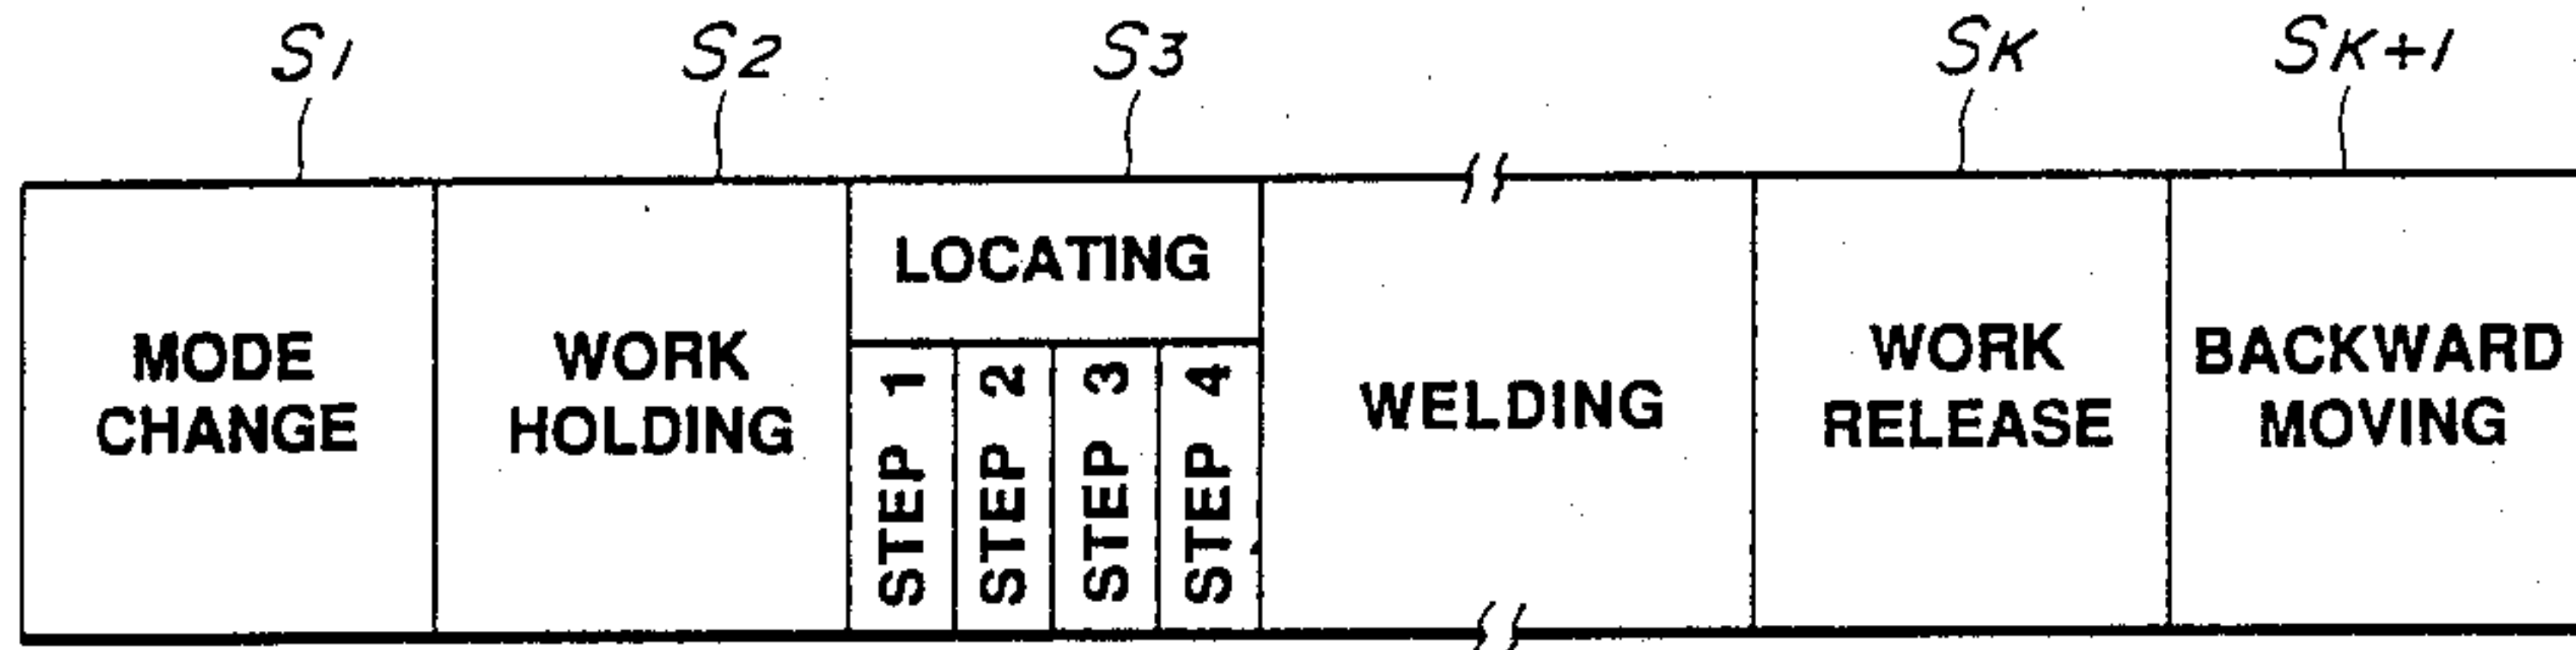 S1 S2 S3 SK SK+1
MODE
CHANGE
WORK
HOLDING
LOCATING
STEP 1
STEP 2
STEP 3
STEP 4
WELDING
WORK
RELEASE
BACKWARD
MOVING